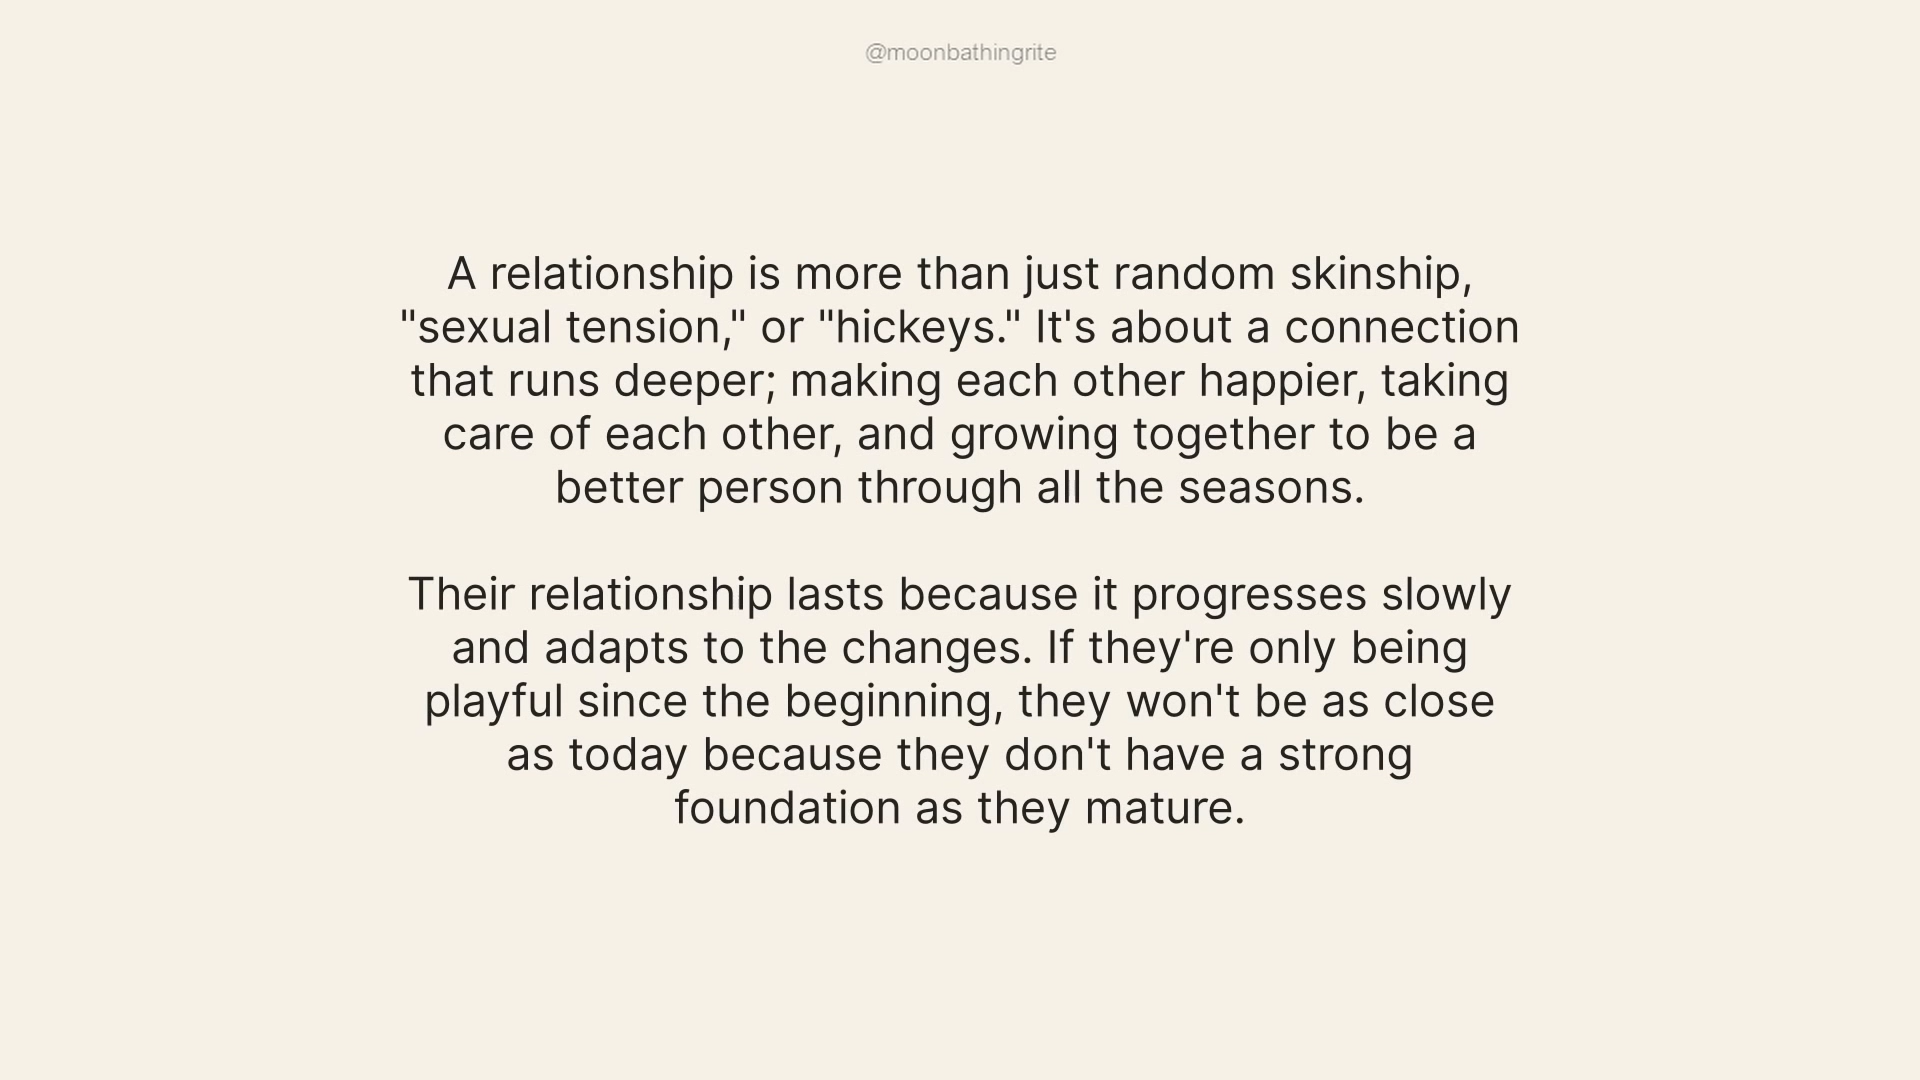 @moonbathingrite
A relationship is more than just random skinship,
"sexual tension," or "hickeys." It's about a connection
that runs deeper; making each other happier, taking
care of each other, and growing together to be a
better person through all the seasons.
Their relationship lasts because it progresses slowly
and adapts to the changes. If they're only being
playful since the beginning, they won't be as close
as today because they don't have a strong
foundation as they mature.